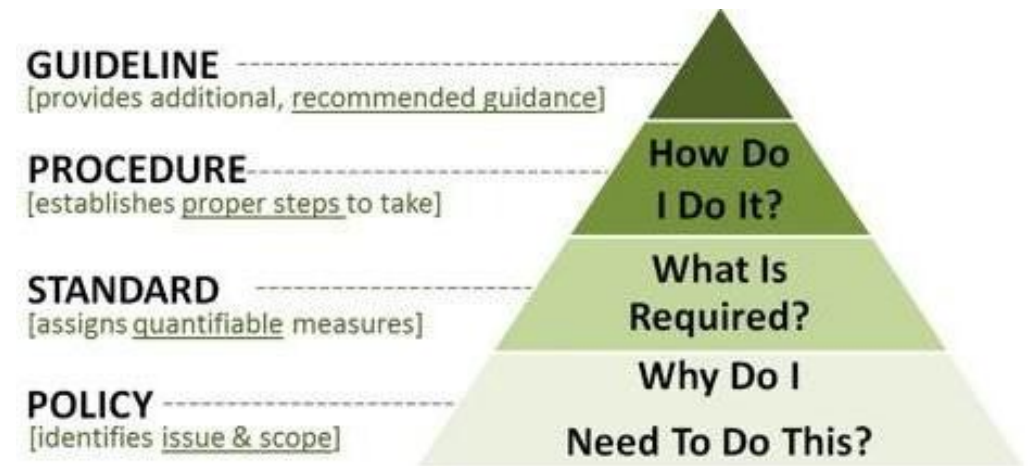 GUIDELINE
[provides additional, recommended guidance]
PROCEDURE
[establishes proper steps to take]
How Do
I Do It?
STANDARD
[assigns quantifiable measures]
What Is
Required?
POLICY
[identifies issue & scope]
Why Do I
Need To Do This?